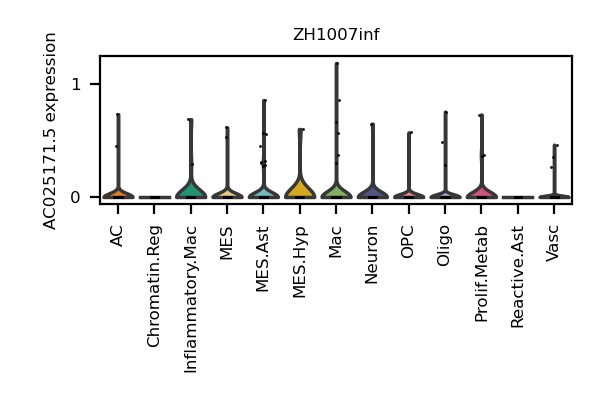 ZH1007inf
AC025171.5 expression
1
0
AC
Chromatin.Reg
Inflammatory.Mac
MES
MES.Ast
MES.Hyp
Mac
Neuron
OPC
Oligo
Prolif.Metab
Reactive.Ast
Vasc